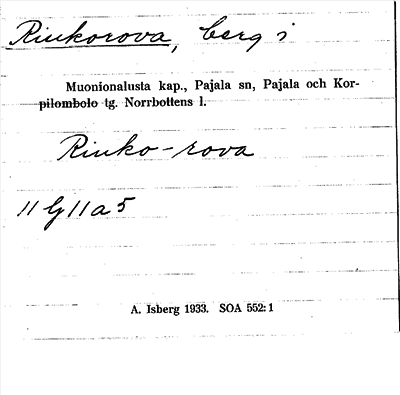 Riukorova, berg i
Muonionalusta kap., Pajala sn, Pajala och Kor-
pilombolo tg. Norrbottens l.
Riuko-rova
11 G 11 a 5
A. Isberg 1933. SOA 552: 1